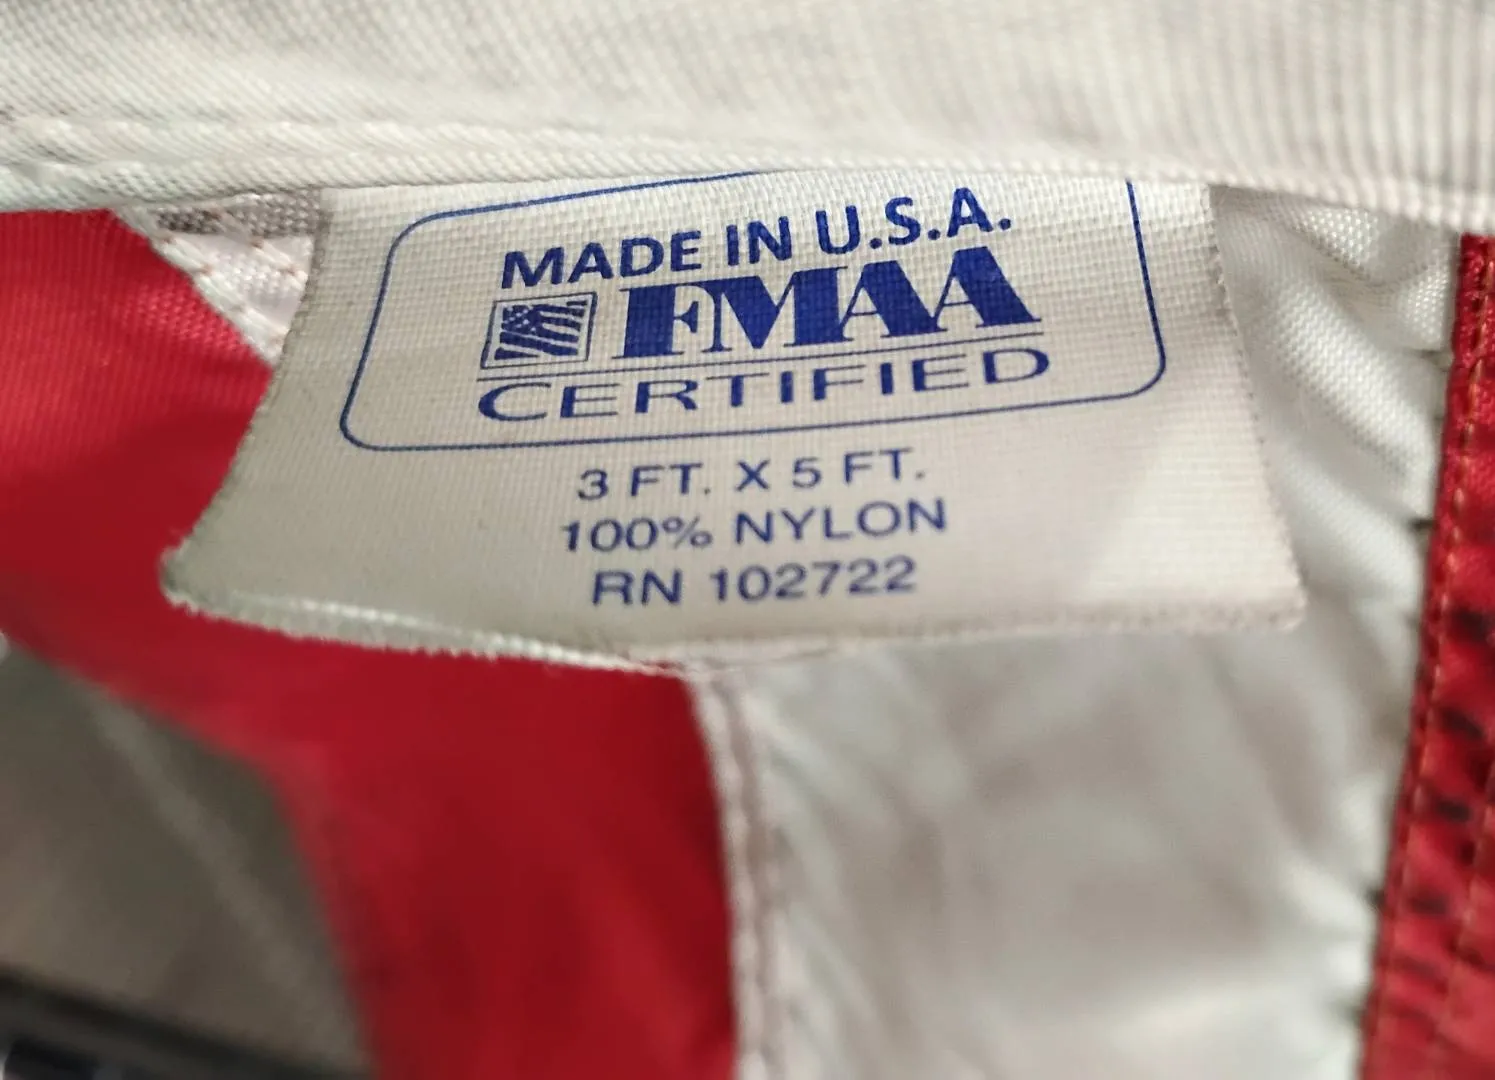 MADE IN U.S.A.
FMAA
CERTIFIED
3 FT. X 5 FT.
100% NYLON
RN 102722